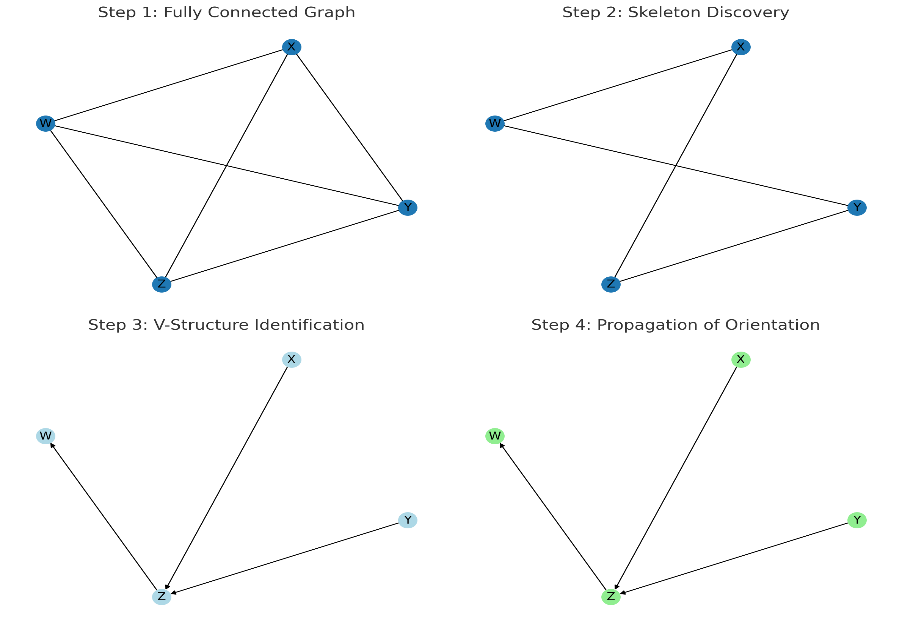 Step 1: Fully Connected Graph
X
W
Y
Z
Step 2: Skeleton Discovery
X
W
Y
Z
Step 3: V-Structure Identification
X
W
Y
Z
Step 4: Propagation of Orientation
X
W
Y
Z